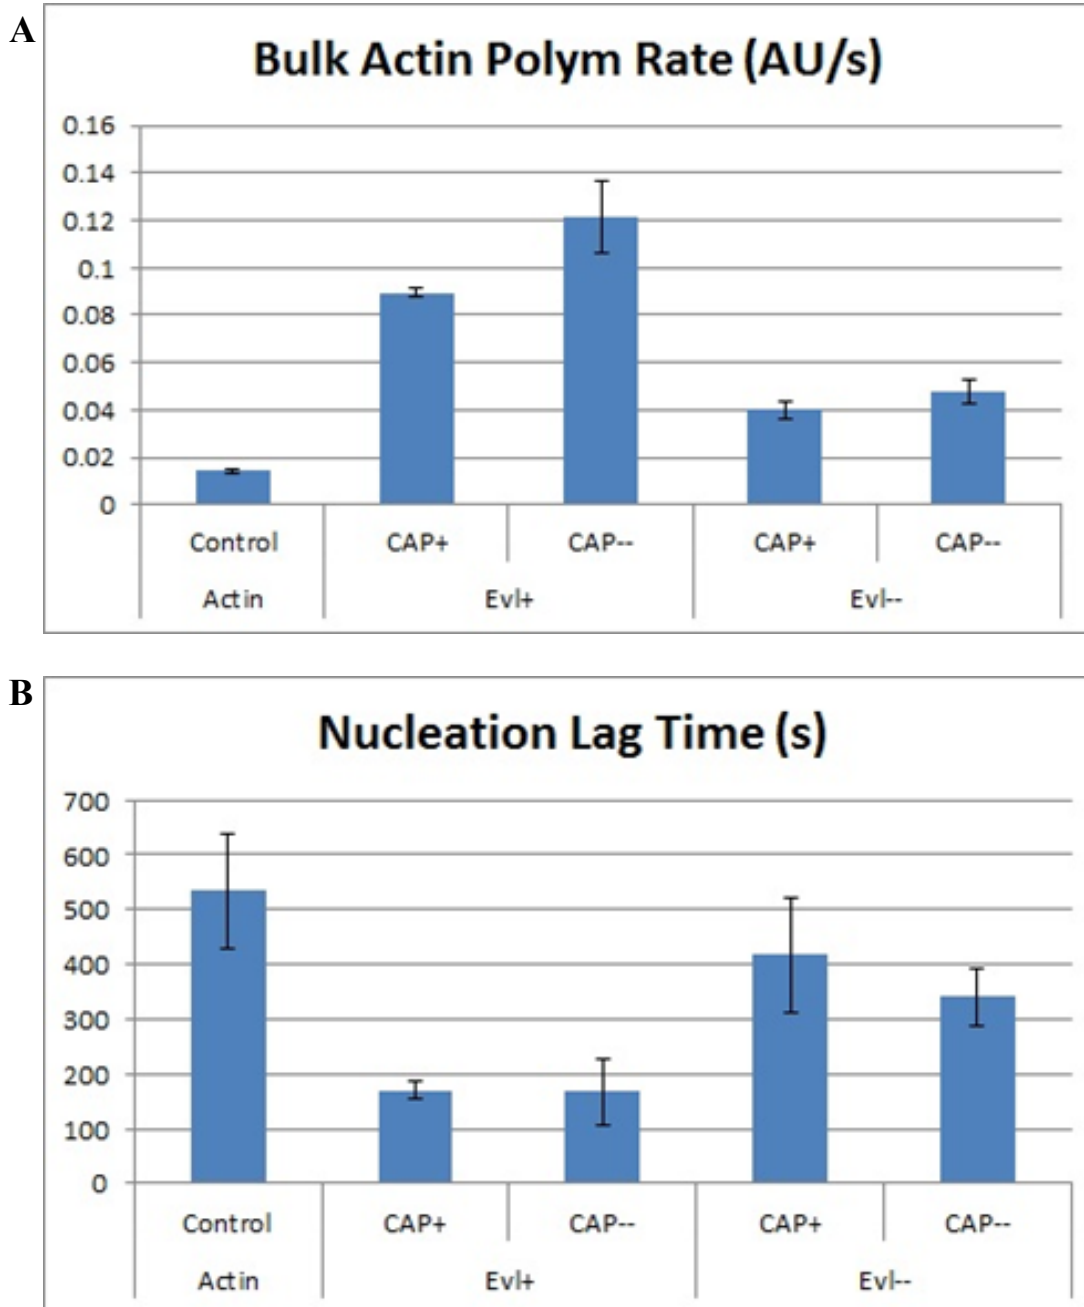 A
Bulk Actin Polym Rate (AU/s)
0.16
0.14
0.12
0.1
0.08
0.06
0.04
0.02
0
Control CAP+ CAP-- CAP+ CAP--
Actin Evl+ Evl--
B
Nucleation Lag Time (s)
700
600
500
400
300
200
100
0
Control CAP+ CAP-- CAP+ CAP--
Actin Evl+ Evl--